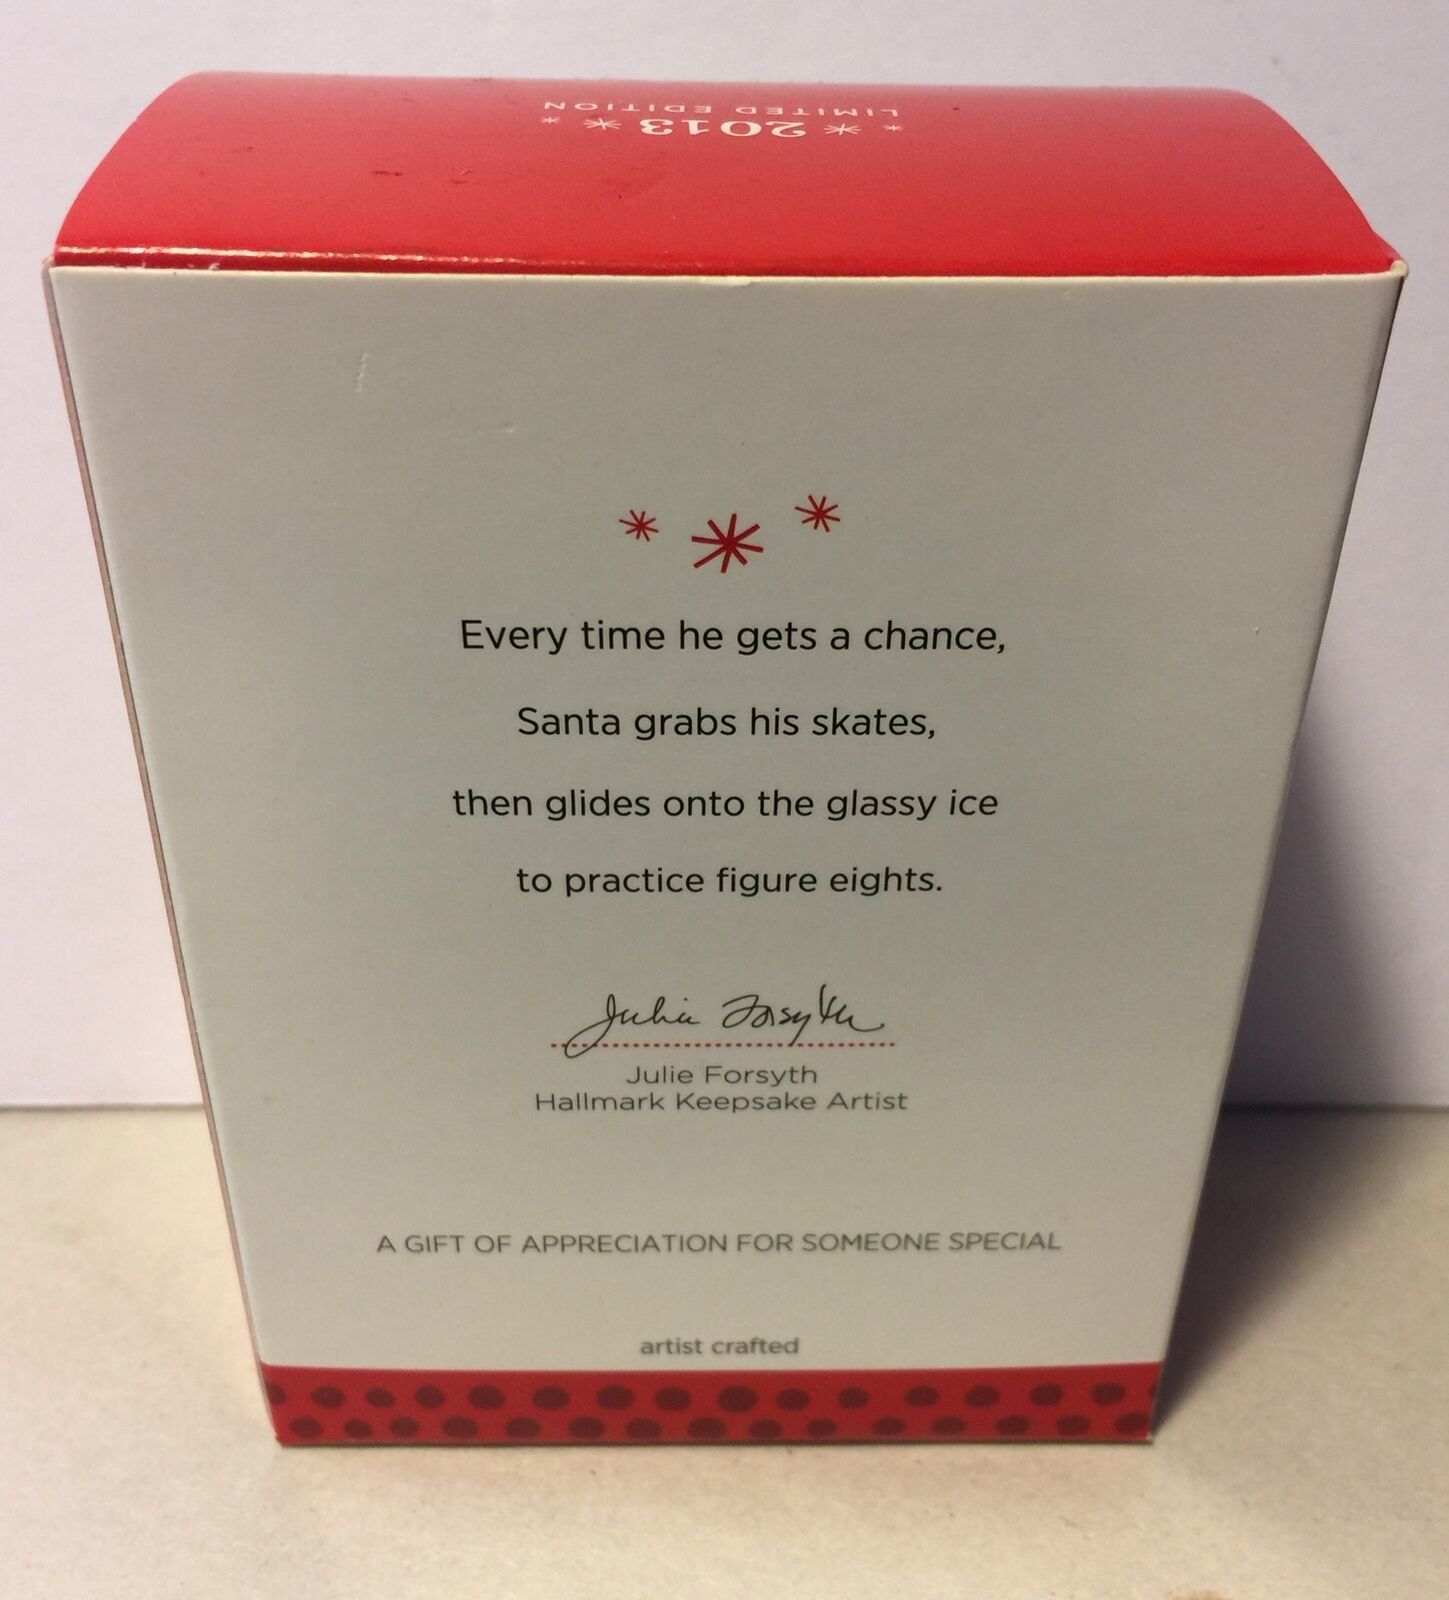 LIMITED EDITION
* * 2013 * *
Every time he gets a chance,
Santa grabs his skates,
then glides onto the glassy ice
to practice figure eights.
Julie Forsyth
Julie Forsyth
Hallmark Keepsake Artist
A GIFT OF APPRECIATION FOR SOMEONE SPECIAL
artist crafted